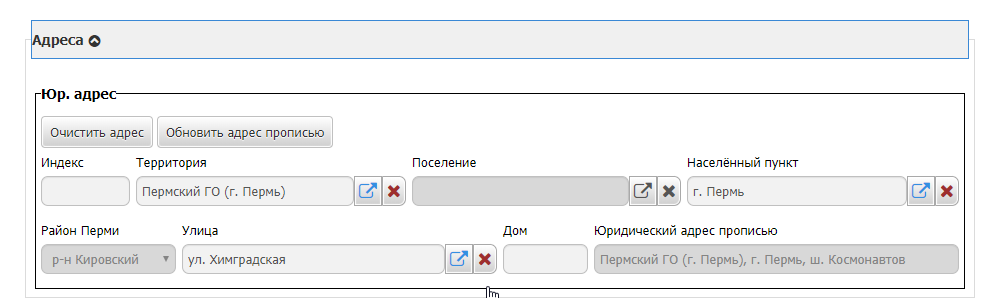 Адреса
Юр. адрес
Очистить адрес Обновить адрес прописью
Индекс Территория Поселение Населённый пункт
Пермский ГО (г. Пермь) г. Пермь
Район Перми Улица Дом Юридический адрес прописью
р-н Кировский ул. Химградская Пермский ГО (г. Пермь), г. Пермь, ш. Космонавтов